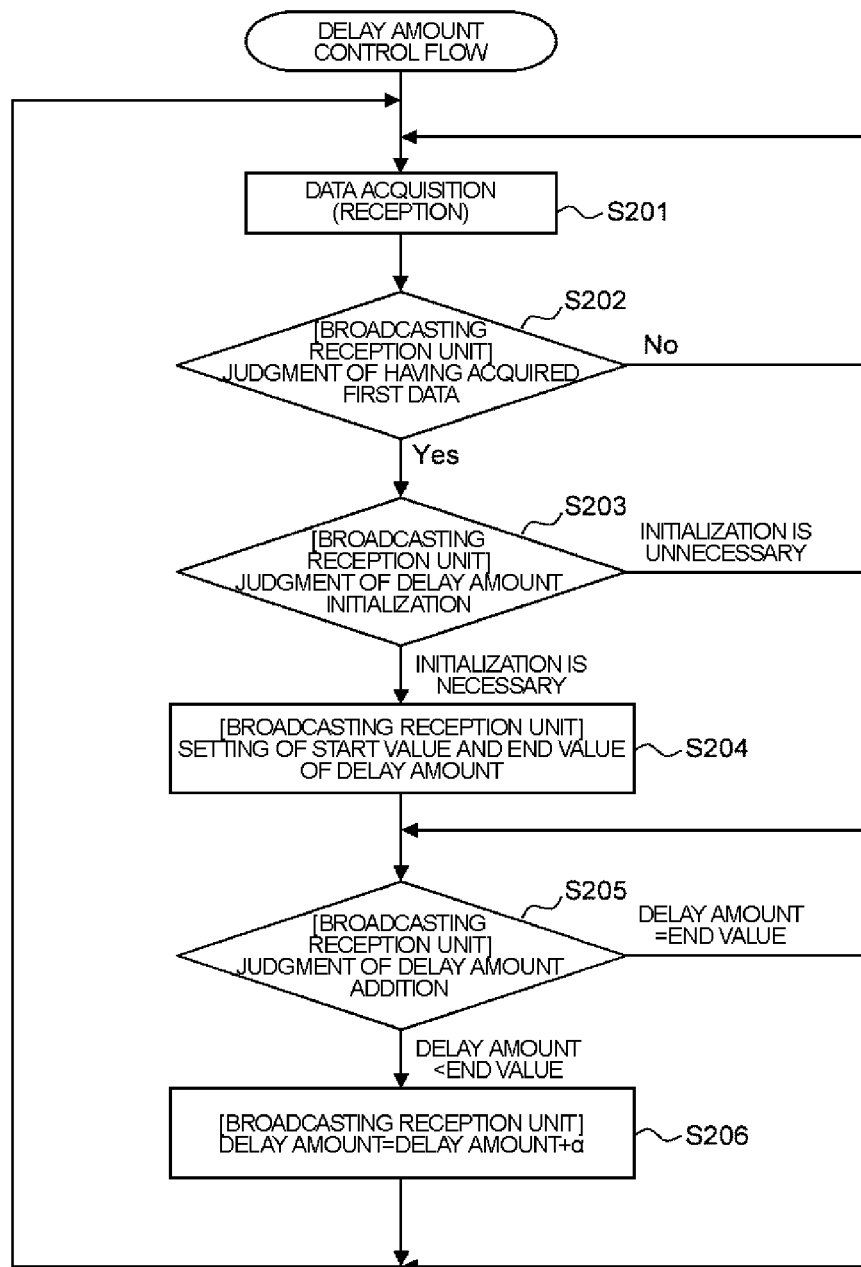 DELAY AMOUNT
CONTROL FLOW
DATA ACQUISITION
(RECEPTION)
S201
S202
[BROADCASTING
RECEPTION UNIT]
JUDGMENT OF HAVING ACQUIRED
FIRST DATA
No
Yes
S203
[BROADCASTING
RECEPTION UNIT]
JUDGMENT OF DELAY AMOUNT
INITIALIZATION
INITIALIZATION IS
UNNECESSARY
INITIALIZATION IS
NECESSARY
[BROADCASTING RECEPTION UNIT]
SETTING OF START VALUE AND END VALUE
OF DELAY AMOUNT
S204
S205
[BROADCASTING
RECEPTION UNIT]
JUDGMENT OF DELAY AMOUNT
ADDITION
DELAY AMOUNT
=END VALUE
DELAY AMOUNT
<END VALUE
[BROADCASTING RECEPTION UNIT]
DELAY AMOUNT=DELAY AMOUNT+α
S206